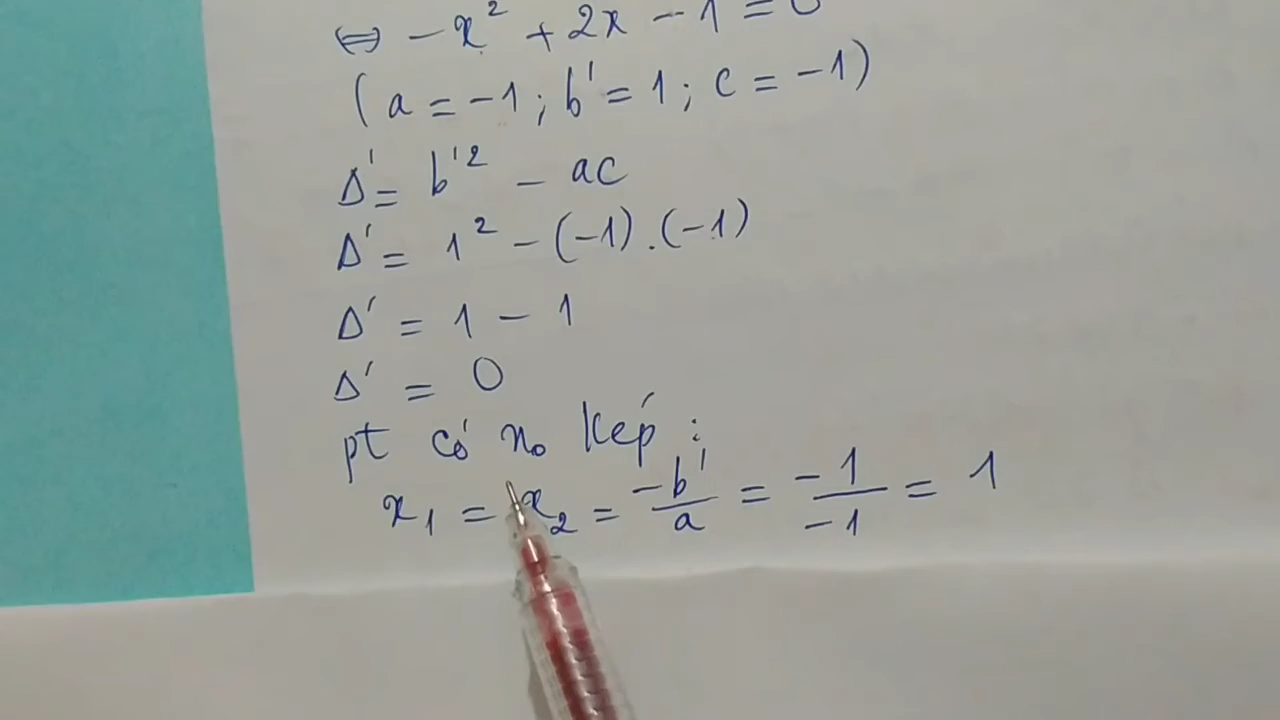 ⇔ -x² + 2x - 1 = 0
(a = -1 ; b' = 1 ; c = -1)
Δ' = b'² - ac
Δ' = 1² - (-1) . (-1)
Δ' = 1 - 1
Δ' = 0
pt có no kép :
x₁ = x₂ = -b'/a = -1/-1 = 1